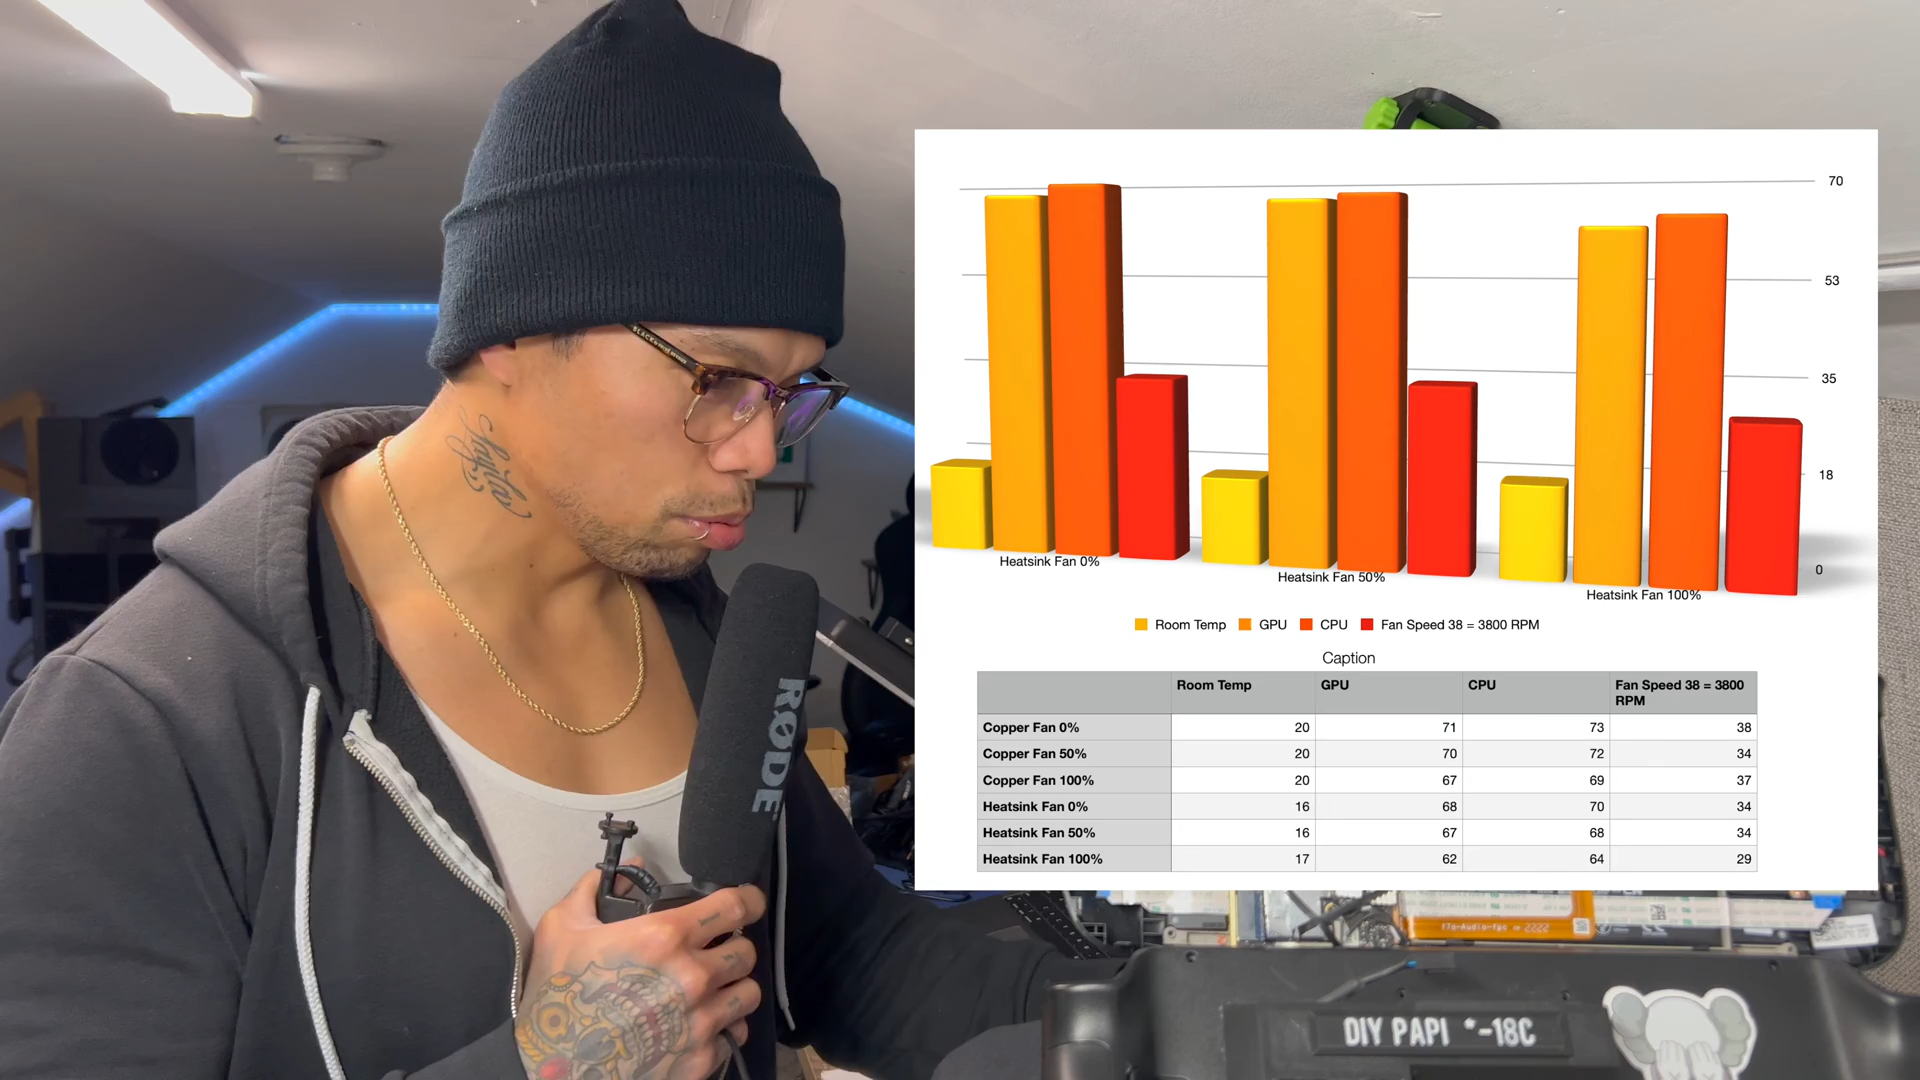 70
53
35
18
0
Heatsink Fan 0%
Heatsink Fan 50%
Heatsink Fan 100%
Room Temp GPU CPU Fan Speed 38 = 3800 RPM
Caption
Room Temp GPU CPU Fan Speed 38 = 3800
RPM
Copper Fan 0% 20 71 73 38
Copper Fan 50% 20 70 72 34
Copper Fan 100% 20 67 69 37
Heatsink Fan 0% 16 68 70 34
Heatsink Fan 50% 16 67 68 34
Heatsink Fan 100% 17 62 64 29
RØDE
DIY PAPI *-18C